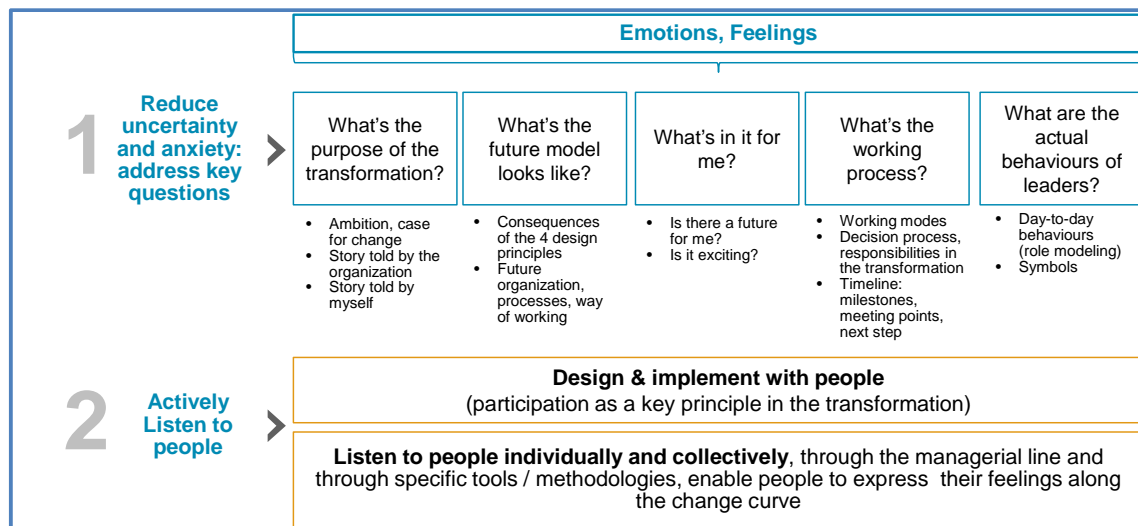 Emotions, Feelings
1
Reduce
uncertainty
and anxiety:
address key
questions
What's the
purpose of the
transformation?
What's the
future model
looks like?
What's in it for
me?
What's the
working
process?
What are the
actual
behaviours of
leaders?
• Ambition, case
for change
• Story told by the
organization
• Story told by
myself
• Consequences
of the 4 design
principles
• Future
organization,
processes, way
of working
• Is there a future
for me?
• Is it exciting?
• Working modes
• Decision process,
responsibilities in
the transformation
• Timeline:
milestones,
meeting points,
next step
• Day-to-day
behaviours
(role modeling)
• Symbols
2
Actively
Listen to
people
Design & implement with people
(participation as a key principle in the transformation)
Listen to people individually and collectively, through the managerial line and
through specific tools / methodologies, enable people to express their feelings along
the change curve